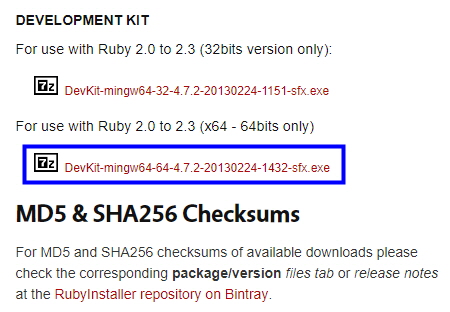 DEVELOPMENT KIT
For use with Ruby 2.0 to 2.3 (32bits version only):
7z DevKit-mingw64-32-4.7.2-20130224-1151-sfx.exe
For use with Ruby 2.0 to 2.3 (x64 - 64bits only)
7z DevKit-mingw64-64-4.7.2-20130224-1432-sfx.exe
MD5 & SHA256 Checksums
For MD5 and SHA256 checksums of available downloads please
check the corresponding package/version files tab or release notes
at the RubyInstaller repository on Bintray.